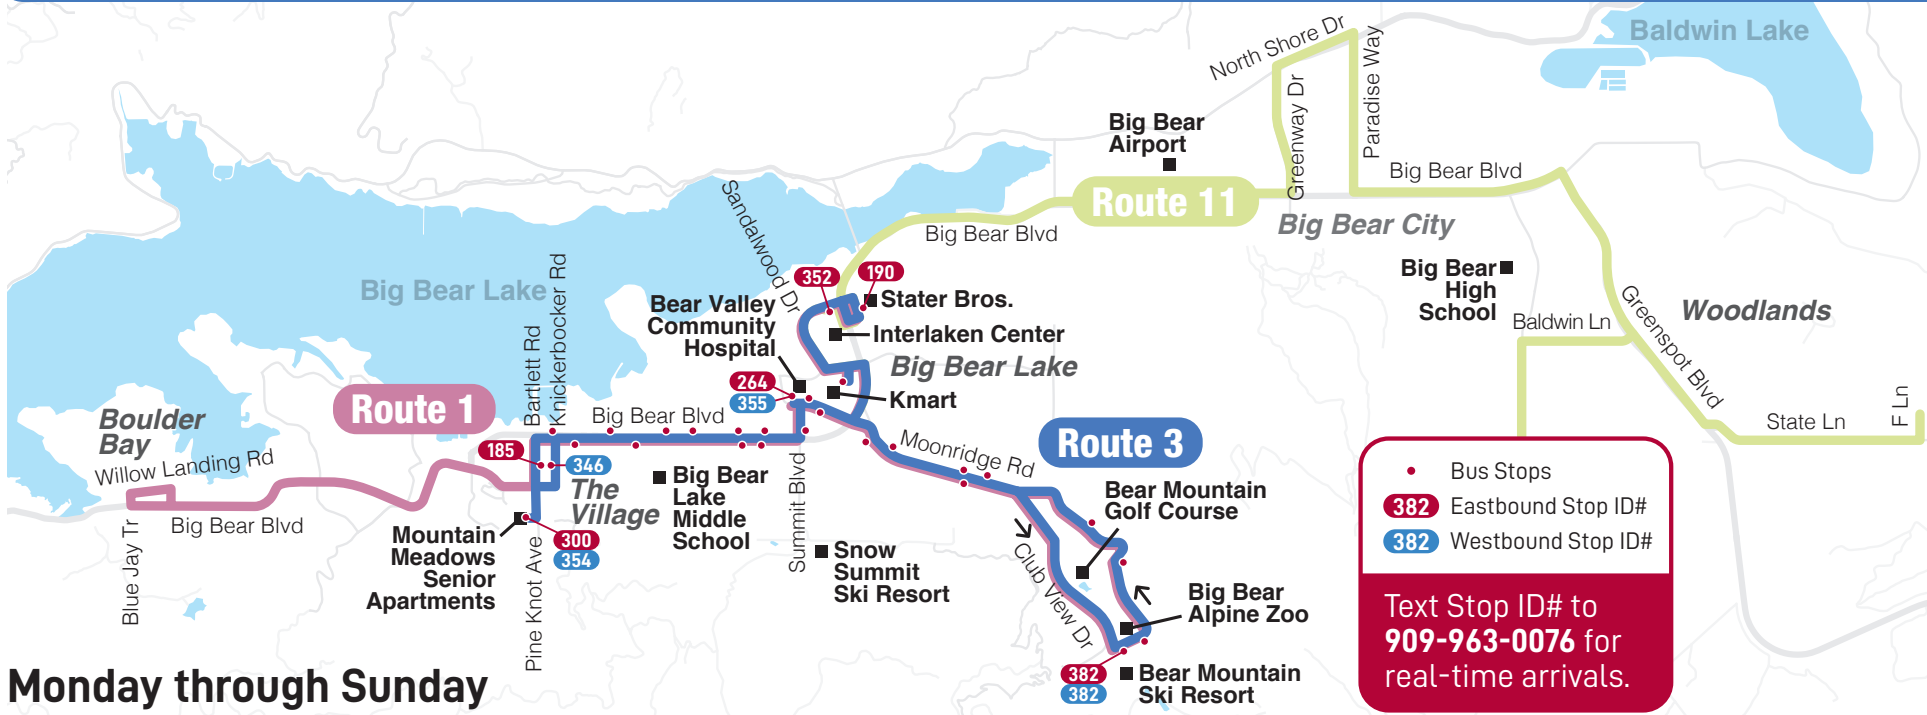 Baldwin Lake
North Shore Dr
Paradise Way
Greenway Dr
Big Bear
Airport
Big Bear Blvd
Route 11
Big Bear City
Big Bear Blvd
Sandalwood Dr
Big Bear
High
School
Woodlands
Greenspot Blvd
Baldwin Ln
State Ln
F Ln
352
190
Stater Bros.
Interlaken Center
Big Bear Lake
Bear Valley
Community
Hospital
Big Bear Lake
Kmart
264
355
Bartlett Rd
Knickerbocker Rd
Route 1
Boulder
Bay
Willow Landing Rd
Big Bear Blvd
Blue Jay Tr
Big Bear Blvd
185
346
The
Village
Big Bear
Lake
Middle
School
Mountain
Meadows
Senior
Apartments
300
354
Pine Knot Ave
Summit Blvd
Snow
Summit
Ski Resort
Moonridge Rd
Route 3
Bear Mountain
Golf Course
Club View Dr
Big Bear
Alpine Zoo
382
382
Bear Mountain
Ski Resort
Bus Stops
382 Eastbound Stop ID#
382 Westbound Stop ID#
Text Stop ID# to
909-963-0076 for
real-time arrivals.
Monday through Sunday